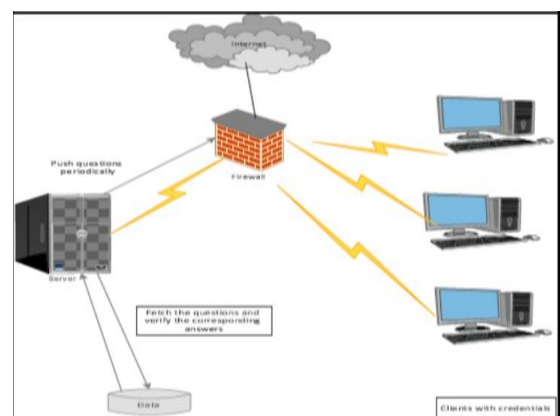 Internet
Push questions
periodically
Firewall
Server
Fetch the questions and
verify the corresponding
answers
Data
Clients with credentials